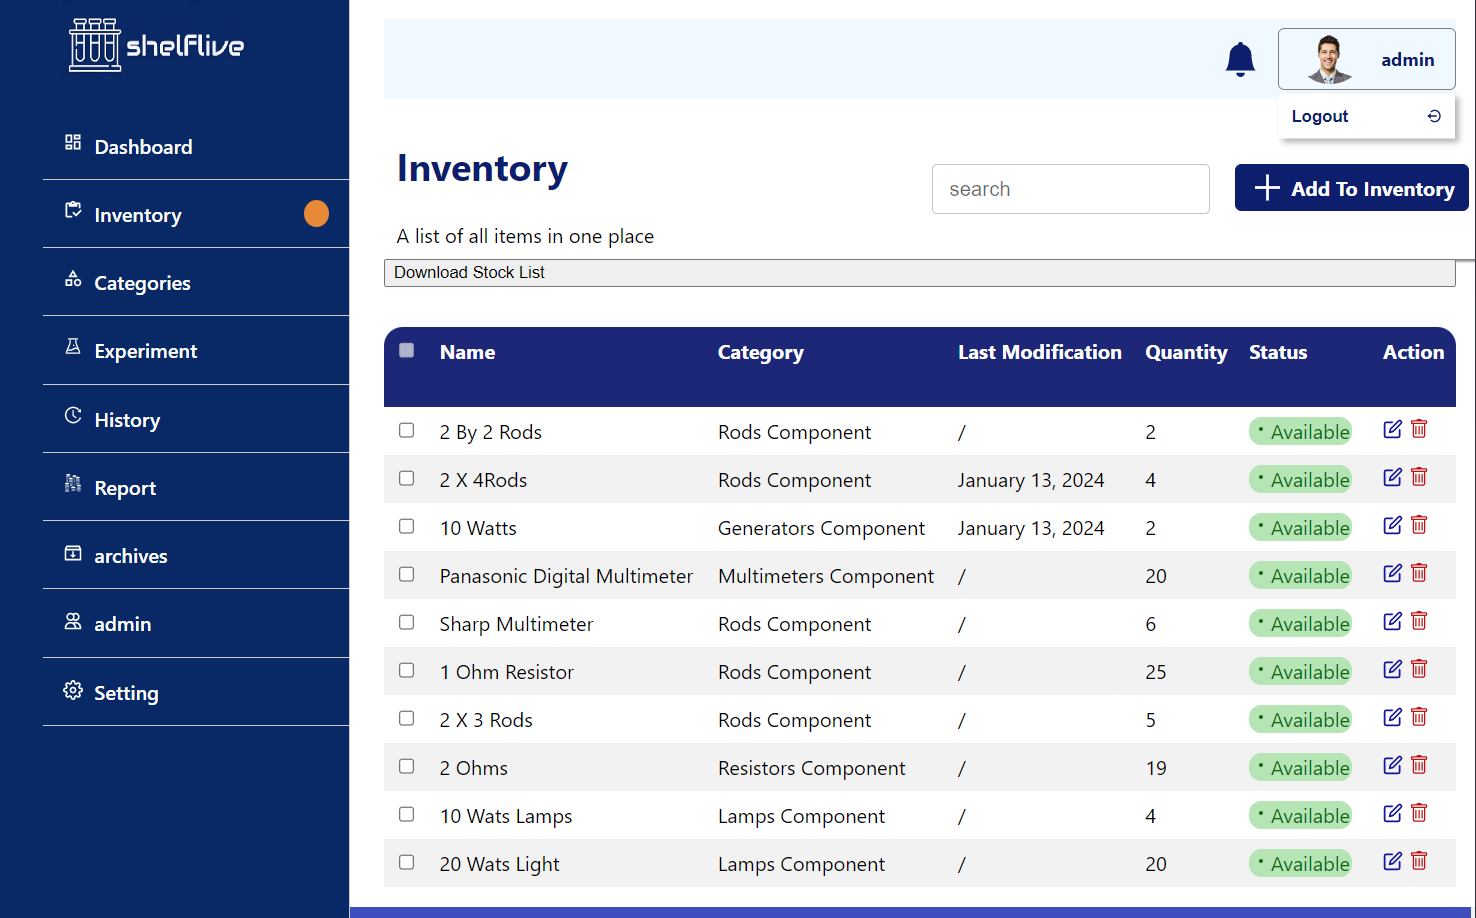 shelflive
admin
Logout
Dashboard
Inventory
Categories
Experiment
History
Report
archives
admin
Setting
Inventory
search
Add To Inventory
A list of all items in one place
Download Stock List
Name Category Last Modification Quantity Status Action
2 By 2 Rods Rods Component / 2 Available
2 X 4Rods Rods Component January 13, 2024 4 Available
10 Watts Generators Component January 13, 2024 2 Available
Panasonic Digital Multimeter Multimeters Component / 20 Available
Sharp Multimeter Rods Component / 6 Available
1 Ohm Resistor Rods Component / 25 Available
2 X 3 Rods Rods Component / 5 Available
2 Ohms Resistors Component / 19 Available
10 Wats Lamps Lamps Component / 4 Available
20 Wats Light Lamps Component / 20 Available